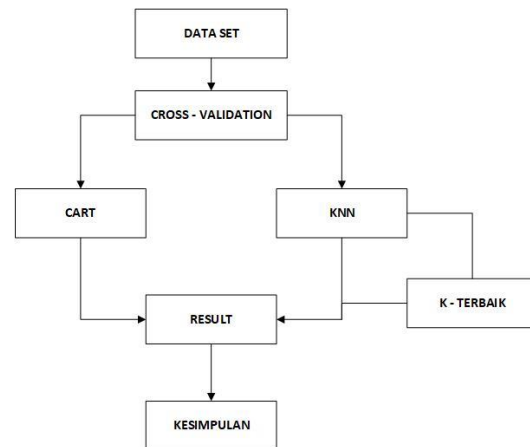 DATA SET
CROSS - VALIDATION
CART
KNN
K - TERBAIK
RESULT
KESIMPULAN